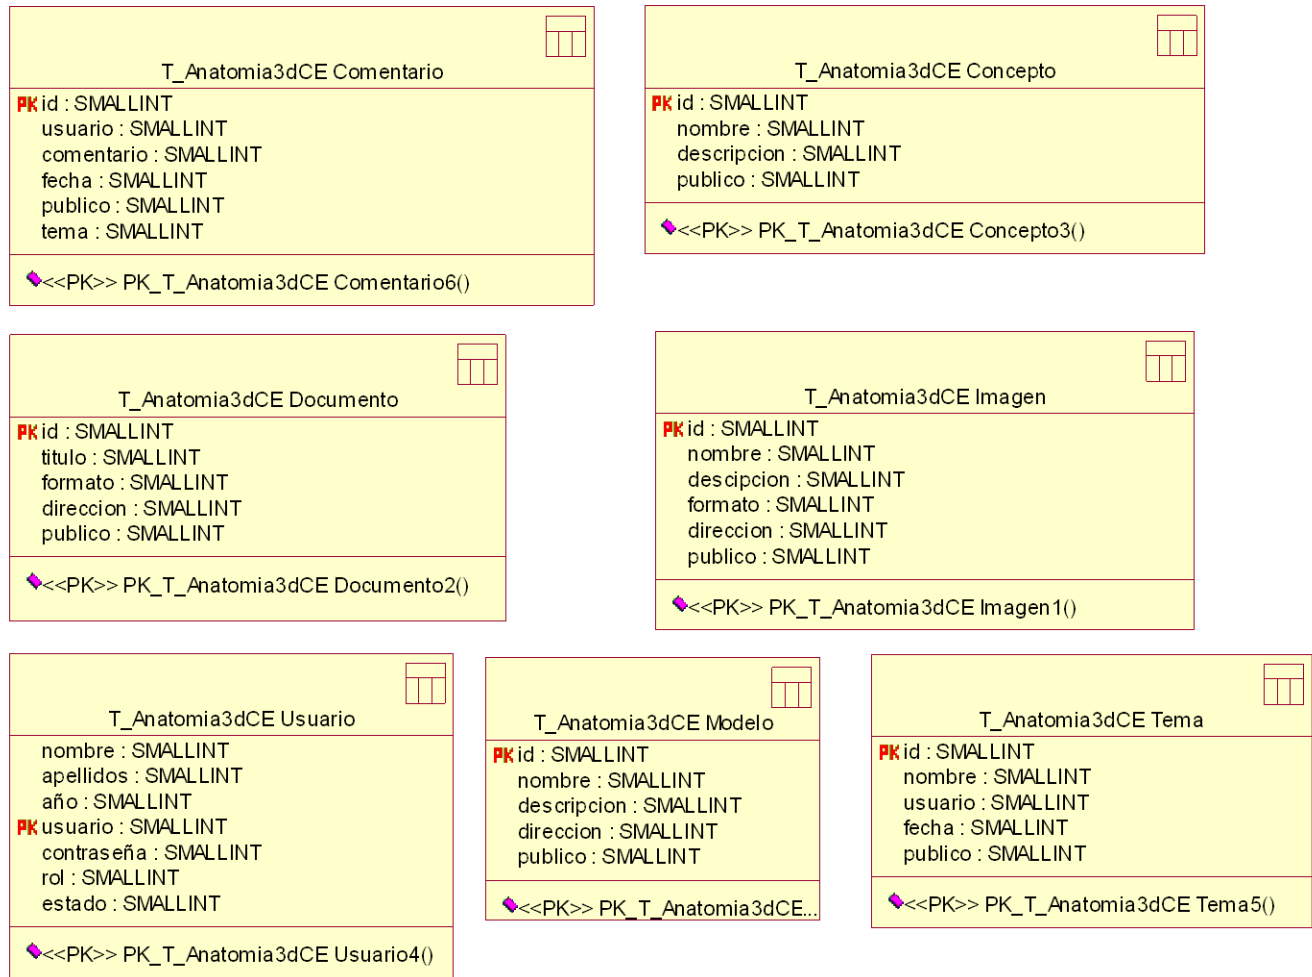 T_Anatomia3dCE Comentario
PK id : SMALLINT
usuario : SMALLINT
comentario : SMALLINT
fecha : SMALLINT
publico : SMALLINT
tema : SMALLINT
<<PK>> PK_T_Anatomia3dCE Comentario6()
T_Anatomia3dCE Concepto
PK id : SMALLINT
nombre : SMALLINT
descripcion : SMALLINT
publico : SMALLINT
<<PK>> PK_T_Anatomia3dCE Concepto3()
T_Anatomia3dCE Documento
PK id : SMALLINT
titulo : SMALLINT
formato : SMALLINT
direccion : SMALLINT
publico : SMALLINT
<<PK>> PK_T_Anatomia3dCE Documento2()
T_Anatomia3dCE Imagen
PK id : SMALLINT
nombre : SMALLINT
descipcion : SMALLINT
formato : SMALLINT
direccion : SMALLINT
publico : SMALLINT
<<PK>> PK_T_Anatomia3dCE Imagen1()
T_Anatomia3dCE Usuario
nombre : SMALLINT
apellidos : SMALLINT
año : SMALLINT
PK usuario : SMALLINT
contraseña : SMALLINT
rol : SMALLINT
estado : SMALLINT
<<PK>> PK_T_Anatomia3dCE Usuario4()
T_Anatomia3dCE Modelo
PK id : SMALLINT
nombre : SMALLINT
descripcion : SMALLINT
direccion : SMALLINT
publico : SMALLINT
<<PK>> PK_T_Anatomia3dCE...
T_Anatomia3dCE Tema
PK id : SMALLINT
nombre : SMALLINT
usuario : SMALLINT
fecha : SMALLINT
publico : SMALLINT
<<PK>> PK_T_Anatomia3dCE Tema5()